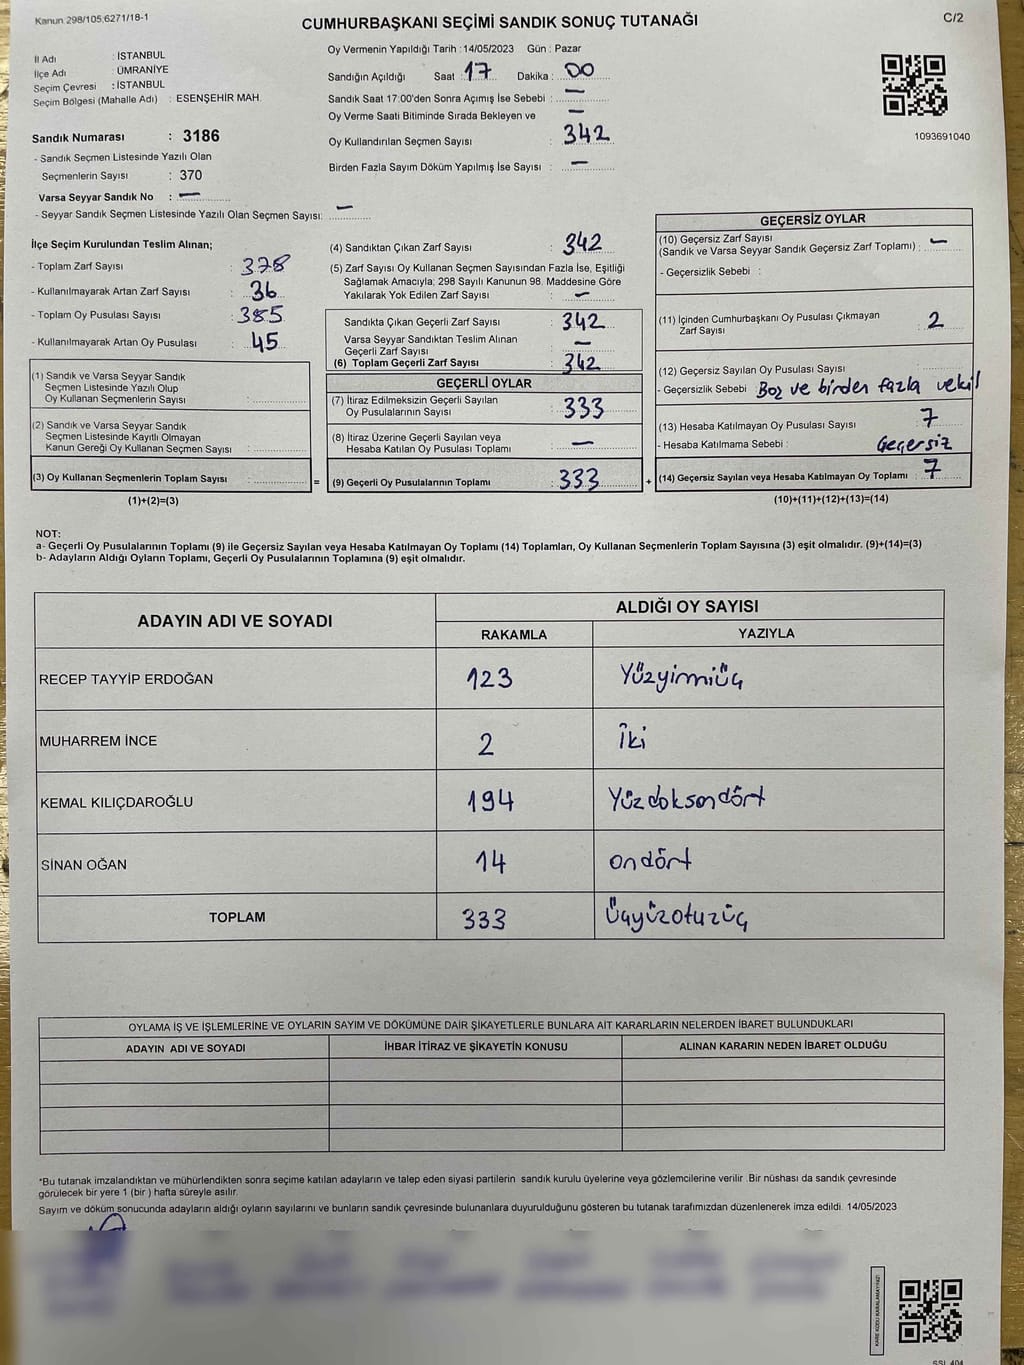 Kanun 298/105;6271/18-1
CUMHURBAŞKANI SEÇİMİ SANDIK SONUÇ TUTANAĞI
C/2
İl Adı : İSTANBUL
İlçe Adı : ÜMRANİYE
Seçim Çevresi : İSTANBUL
Seçim Bölgesi (Mahalle Adı) : ESENŞEHİR MAH.
Sandık Numarası : 3186
- Sandık Seçmen Listesinde Yazılı Olan
Seçmenlerin Sayısı : 370
Varsa Seyyar Sandık No : —
- Seyyar Sandık Seçmen Listesinde Yazılı Olan Seçmen Sayısı: —
Oy Vermenin Yapıldığı Tarih : 14/05/2023 Gün : Pazar
Sandığın Açıldığı Saat : 17 Dakika : 00
Sandık Saat 17:00'den Sonra Açımış İse Sebebi : —
Oy Verme Saati Bitiminde Sırada Bekleyen ve —
Oy Kullandırılan Seçmen Sayısı : 342
Birden Fazla Sayım Döküm Yapılmış İse Sayısı : —
1093691040
İlçe Seçim Kurulundan Teslim Alınan;
- Toplam Zarf Sayısı : 378
- Kullanılmayarak Artan Zarf Sayısı : 36
- Toplam Oy Pusulası Sayısı : 385
- Kullanılmayarak Artan Oy Pusulası : 45
(1) Sandık ve Varsa Seyyar Sandık
Seçmen Listesinde Yazılı Olup
Oy Kullanan Seçmenlerin Sayısı :
(2) Sandık ve Varsa Seyyar Sandık
Seçmen Listesinde Kayıtlı Olmayan
Kanun Gereği Oy Kullanan Seçmen Sayısı :
(3) Oy Kullanan Seçmenlerin Toplam Sayısı :
(1)+(2)=(3)
=
(4) Sandıktan Çıkan Zarf Sayısı : 342
(5) Zarf Sayısı Oy Kullanan Seçmen Sayısından Fazla İse, Eşitliği
Sağlamak Amacıyla; 298 Sayılı Kanunun 98. Maddesine Göre
Yakılarak Yok Edilen Zarf Sayısı : —
Sandıkta Çıkan Geçerli Zarf Sayısı : 342
Varsa Seyyar Sandıktan Teslim Alınan
Geçerli Zarf Sayısı : —
(6) Toplam Geçerli Zarf Sayısı : 342
GEÇERLİ OYLAR
(7) İtiraz Edilmeksizin Geçerli Sayılan
Oy Pusulalarının Sayısı : 333
(8) İtiraz Üzerine Geçerli Sayılan veya
Hesaba Katılan Oy Pusulası Toplamı : —
(9) Geçerli Oy Pusulalarının Toplamı : 333
+
GEÇERSİZ OYLAR
(10) Geçersiz Zarf Sayısı
(Sandık ve Varsa Seyyar Sandık Geçersiz Zarf Toplamı) : —
- Geçersizlik Sebebi :
(11) İçinden Cumhurbaşkanı Oy Pusulası Çıkmayan
Zarf Sayısı : 2
(12) Geçersiz Sayılan Oy Pusulası Sayısı :
- Geçersizlik Sebebi Boş ve birden fazla vekil
(13) Hesaba Katılmayan Oy Pusulası Sayısı : 7
- Hesaba Katılmama Sebebi : Geçersiz
(14) Geçersiz Sayılan veya Hesaba Katılmayan Oy Toplamı : 7
(10)+(11)+(12)+(13)=(14)
NOT:
a- Geçerli Oy Pusulalarının Toplamı (9) ile Geçersiz Sayılan veya Hesaba Katılmayan Oy Toplamı (14) Toplamları, Oy Kullanan Seçmenlerin Toplam Sayısına (3) eşit olmalıdır. (9)+(14)=(3)
b- Adayların Aldığı Oyların Toplamı, Geçerli Oy Pusulalarının Toplamına (9) eşit olmalıdır.
ADAYIN ADI VE SOYADI
ALDIĞI OY SAYISI
RAKAMLA YAZIYLA
RECEP TAYYİP ERDOĞAN 123 Yüzyirmiüç
MUHARREM İNCE 2 İki
KEMAL KILIÇDAROĞLU 194 Yüzdoksandört
SİNAN OĞAN 14 ondört
TOPLAM 333 Üçyüzotuzüç
OYLAMA İŞ VE İŞLEMLERİNE VE OYLARIN SAYIM VE DÖKÜMÜNE DAİR ŞİKAYETLERLE BUNLARA AİT KARARLARIN NELERDEN İBARET BULUNDUKLARI
ADAYIN ADI VE SOYADI İHBAR İTİRAZ VE ŞİKAYETİN KONUSU ALINAN KARARIN NEDEN İBARET OLDUĞU
*Bu tutanak imzalandıktan ve mühürlendikten sonra seçime katılan adayların ve talep eden siyasi partilerin sandık kurulu üyelerine veya gözlemcilerine verilir .Bir nüshası da sandık çevresinde
görülecek bir yere 1 (bir ) hafta süreyle asılır.
Sayım ve döküm sonucunda adayların aldığı oyların sayılarını ve bunların sandık çevresinde bulunanlara duyurulduğunu gösteren bu tutanak tarafımızdan düzenlenerek imza edildi. 14/05/2023
KARE KODU KARALAMAYINIZ!
SSL 404